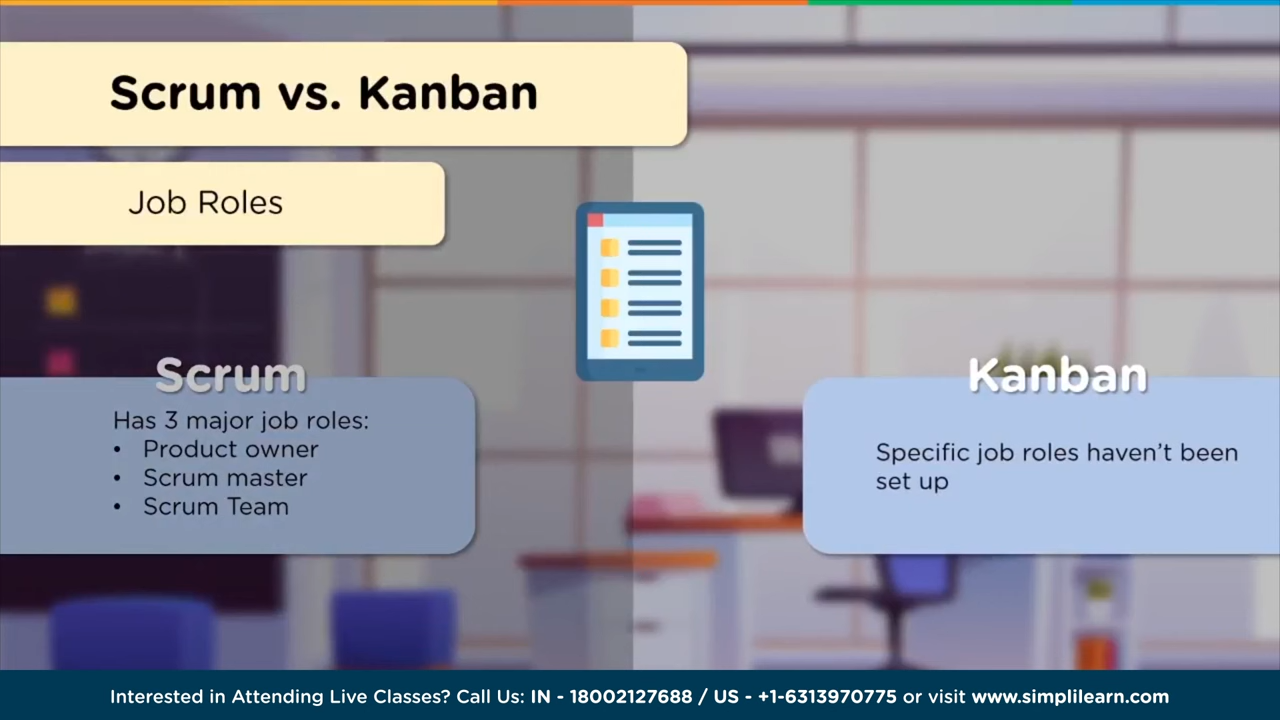 Scrum vs. Kanban
Job Roles
Scrum
Has 3 major job roles:
• Product owner
• Scrum master
• Scrum Team
Kanban
Specific job roles haven't been
set up
Interested in Attending Live Classes? Call Us: IN - 18002127688 / US - +1-6313970775 or visit www.simplilearn.com